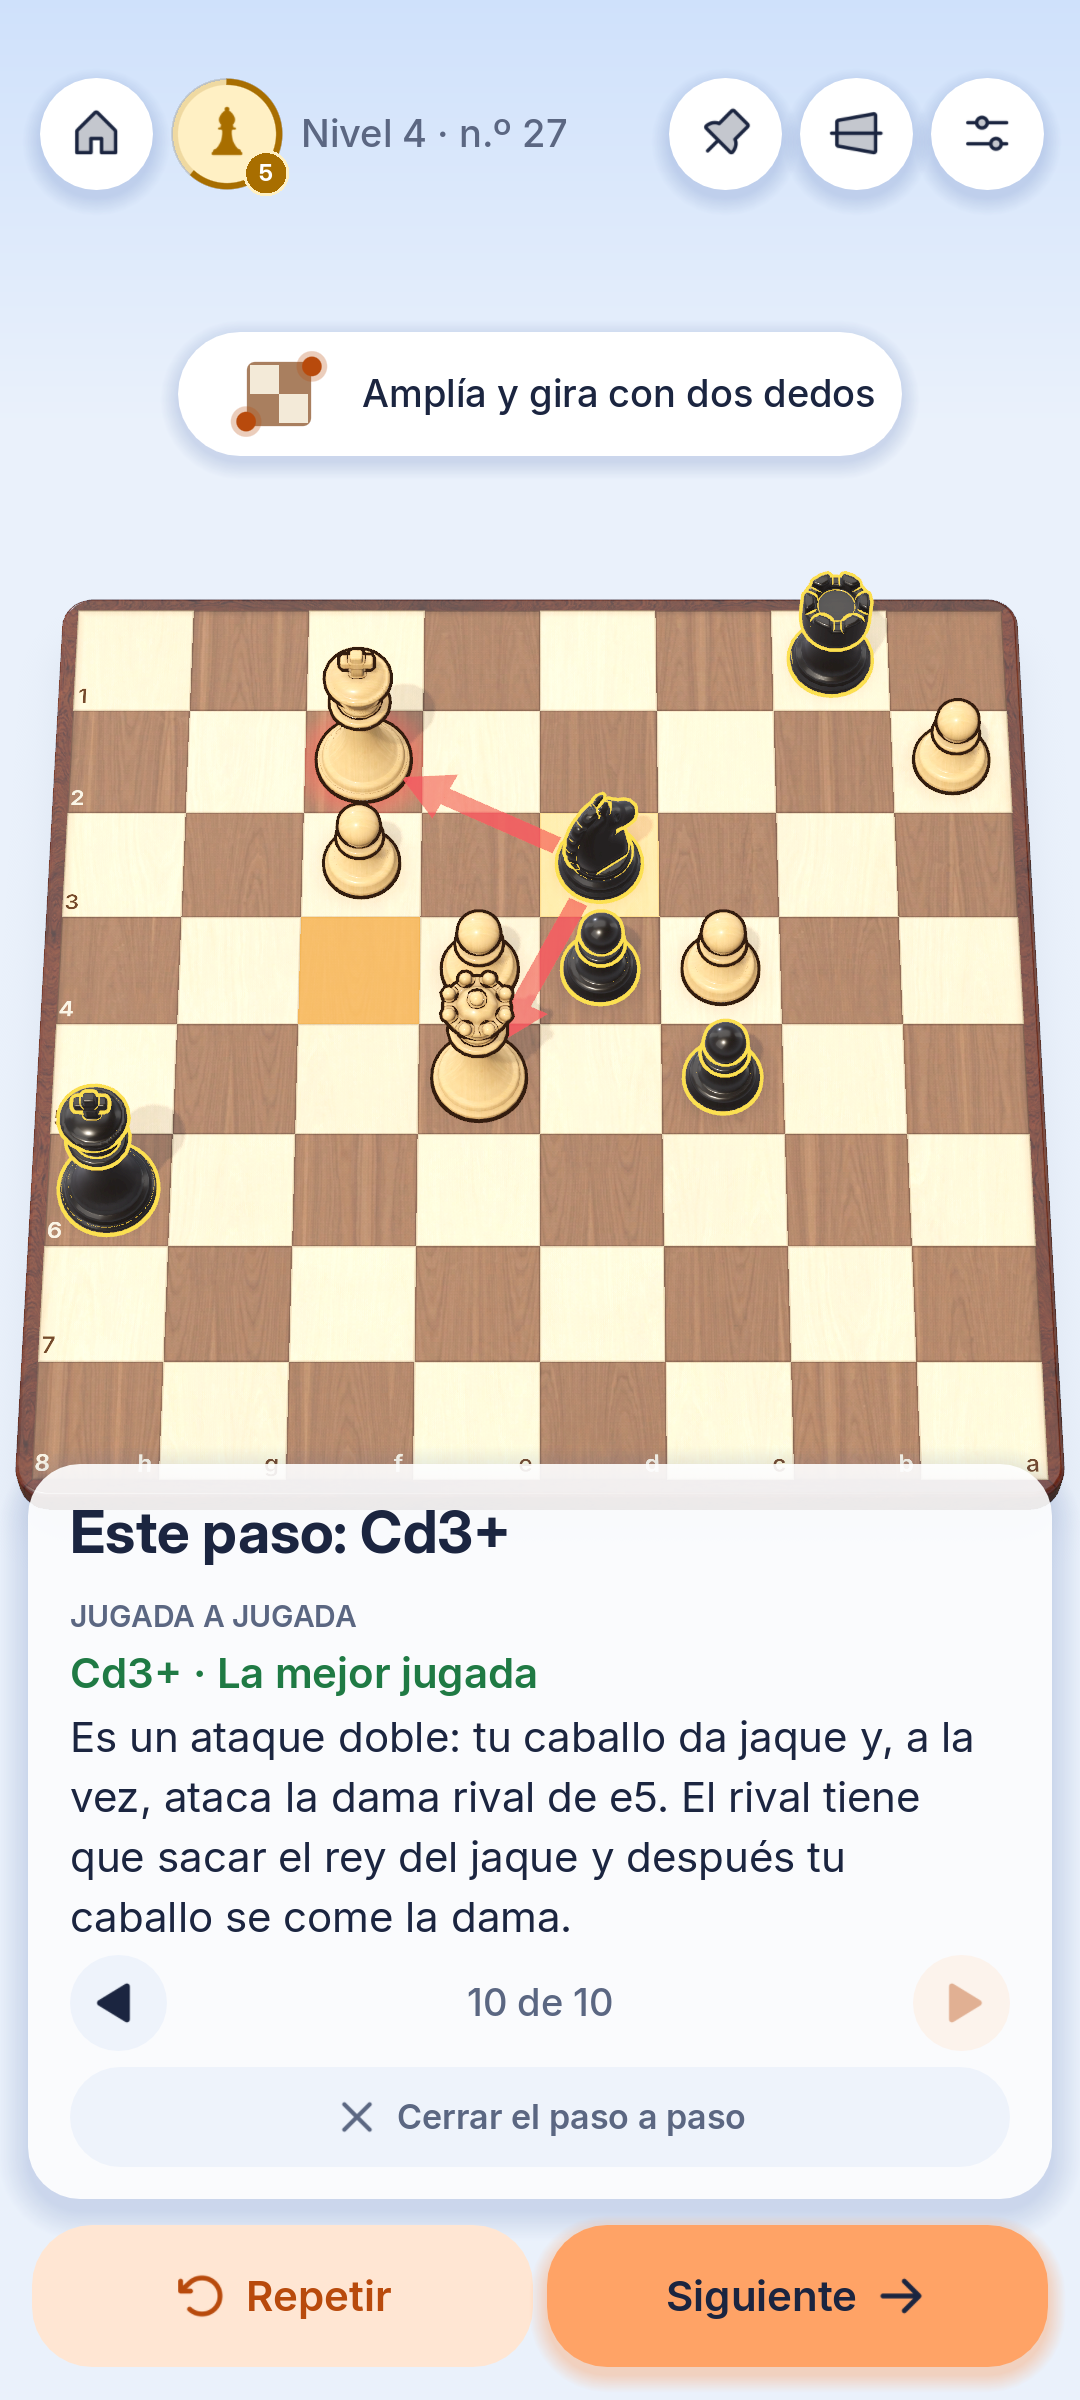 Nivel 4 · n.º 27
5
Amplía y gira con dos dedos
1
2
3
4
6
7
8 h g f e d c b a
Este paso: Cd3+
JUGADA A JUGADA
Cd3+ · La mejor jugada
Es un ataque doble: tu caballo da jaque y, a la
vez, ataca la dama rival de e5. El rival tiene
que sacar el rey del jaque y después tu
caballo se come la dama.
10 de 10
Cerrar el paso a paso
Repetir
Siguiente